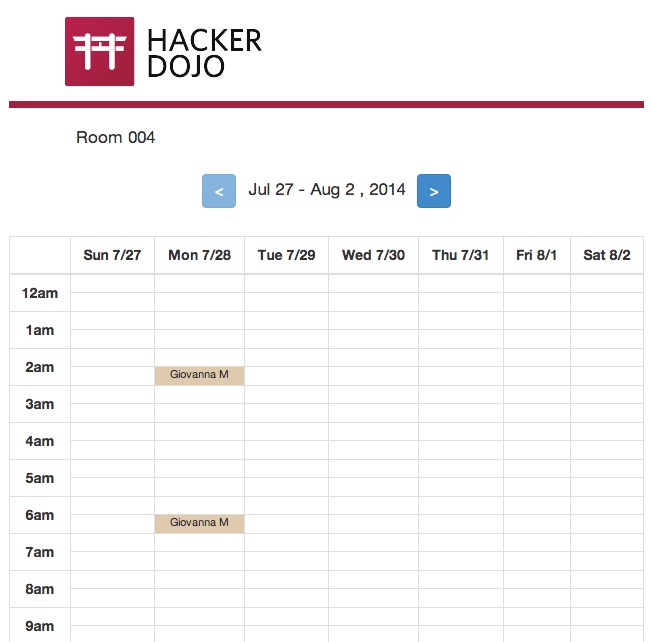 HACKER
DOJO
Room 004
< Jul 27 - Aug 2 , 2014 >
Sun 7/27 Mon 7/28 Tue 7/29 Wed 7/30 Thu 7/31 Fri 8/1 Sat 8/2
12am
1am
2am
Giovanna M
3am
4am
5am
6am
Giovanna M
7am
8am
9am